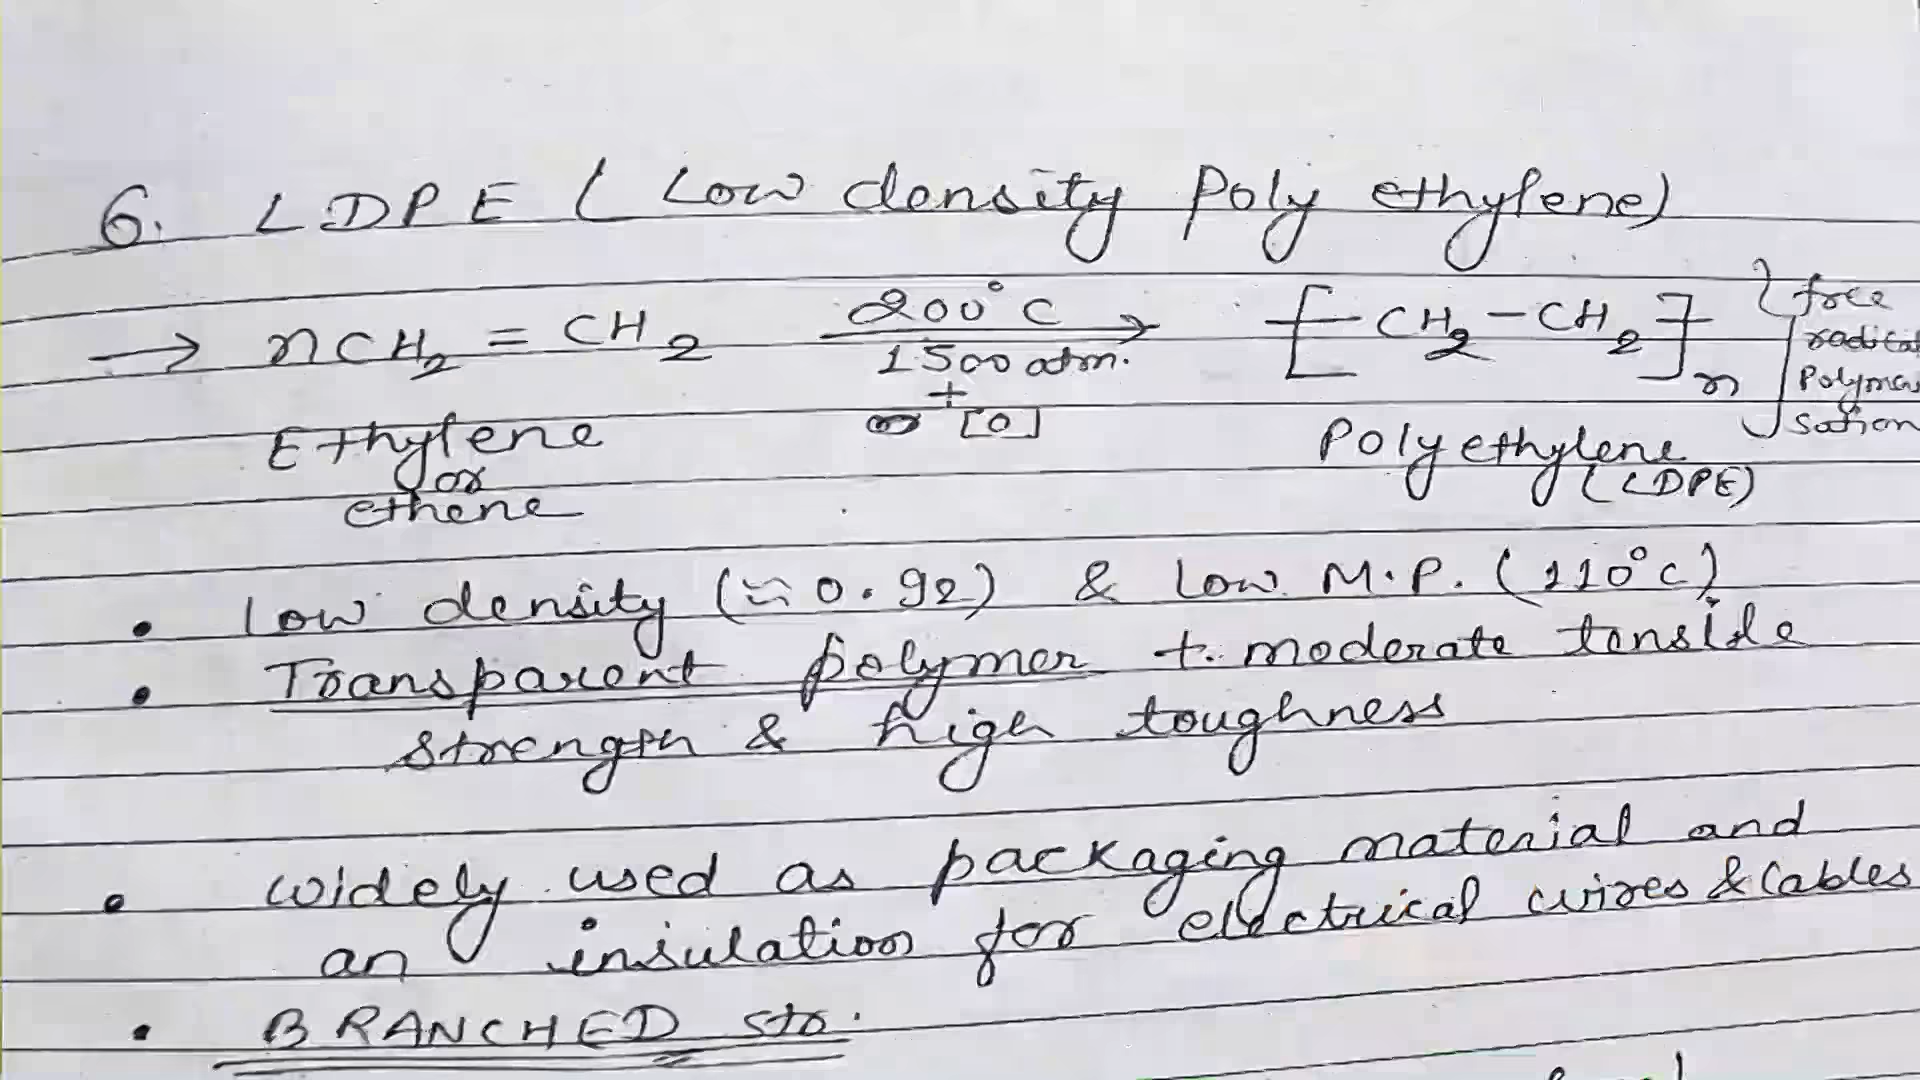 6. LDPE (Low density Poly ethylene)
→ nCH₂ = CH₂ 200°C 1500 atm. + [O] → [CH₂-CH₂]n {free radical Polymeri sation
Ethylene or ethene
Polyethylene (LDPE)
• low density (≈ 0.92) & low M.P. (110°C)
• Transparent polymer + moderate tensile
strength & high toughness
• widely used as packaging material and
an insulation for electrical wires & Cables
• BRANCHED str.